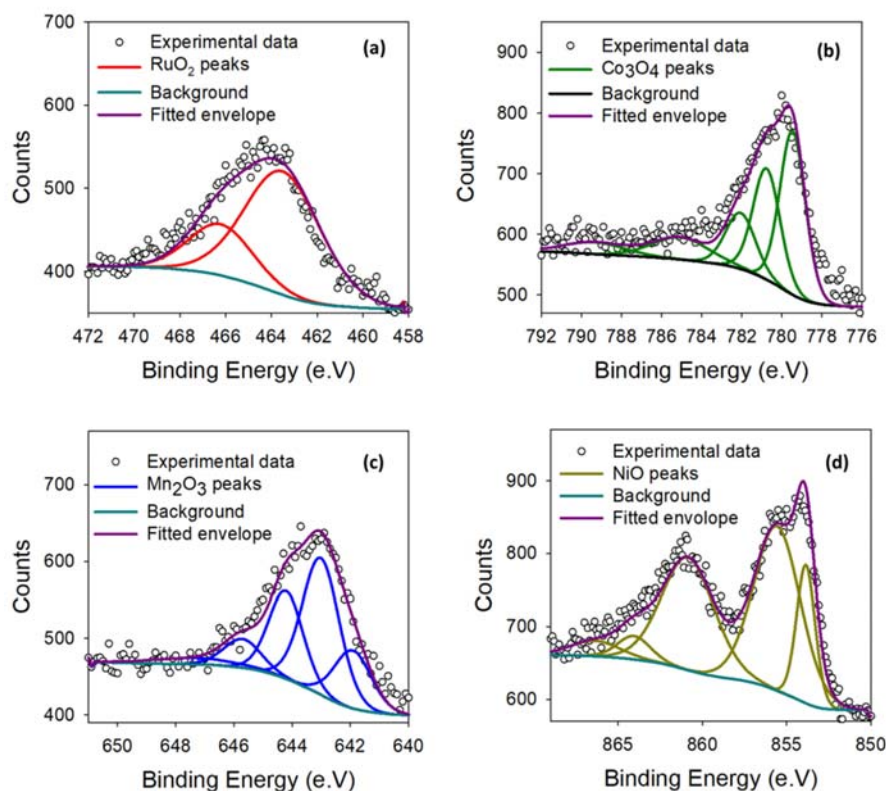 700
600
500
400
Counts
Experimental data
(a)
RuO2 peaks
Background
Fitted envelope
472 470 468 466 464 462 460 458
Binding Energy (e.V)
900
800
700
600
500
Counts
Experimental data
(b)
Co3O4 peaks
Background
Fitted envelope
792 790 788 786 784 782 780 778 776
Binding Energy (e.V)
700
600
500
400
Counts
Experimental data
(c)
Mn2O3 peaks
Background
Fitted envelope
650 648 646 644 642 640
Binding Energy (e.V)
900
800
700
600
Counts
Experimental data
(d)
NiO peaks
Background
Fitted envelope
865 860 855 850
Binding Energy (e.V)